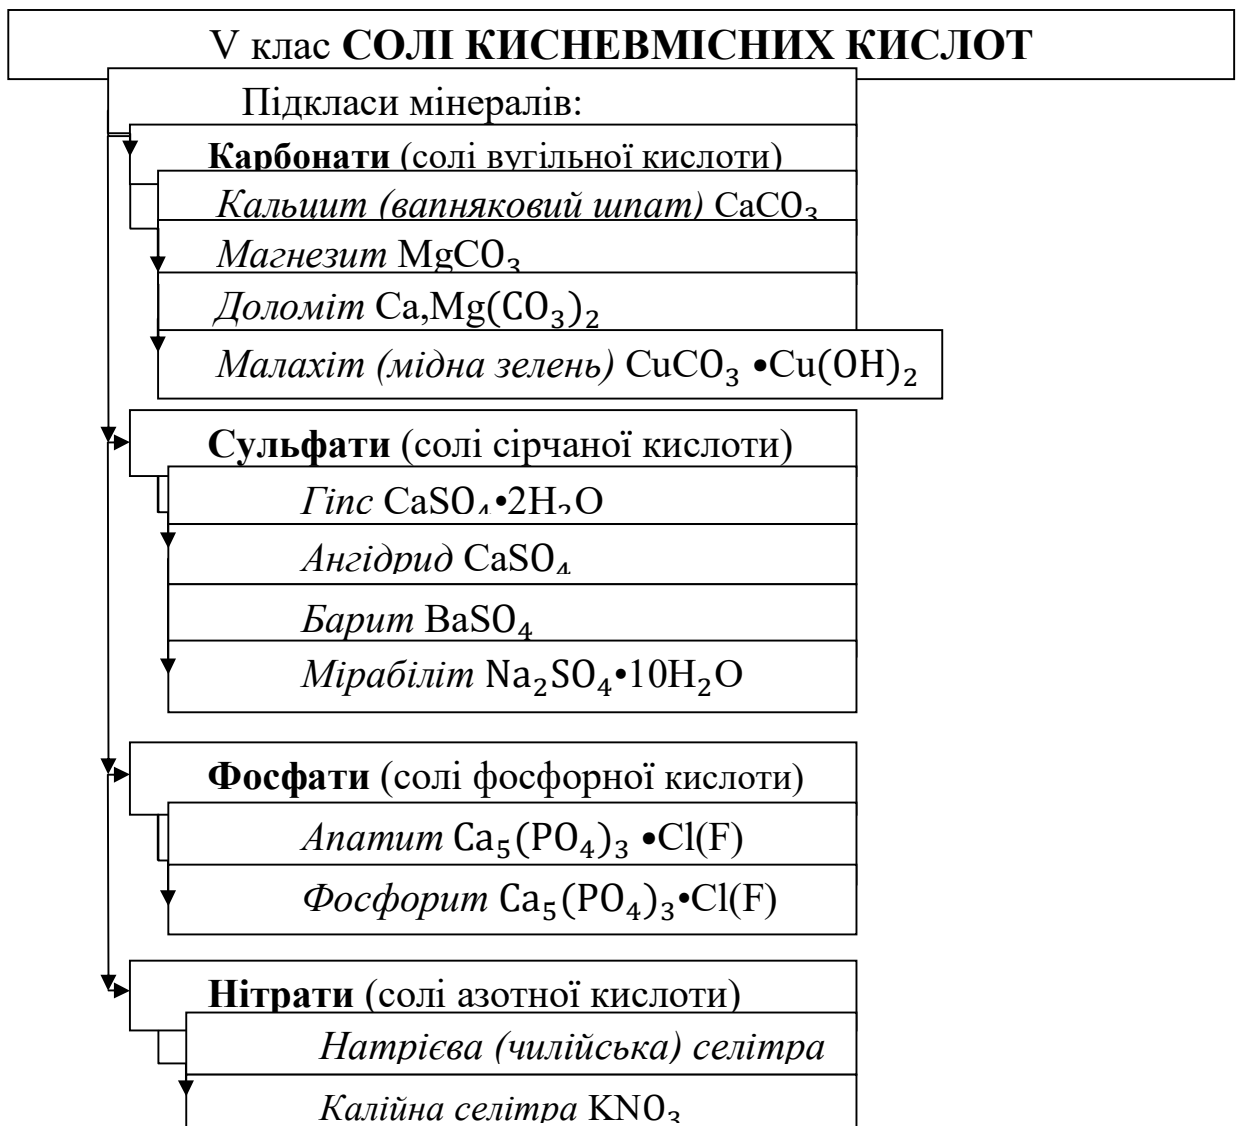 V клас СОЛІ КИСНЕВМІСНИХ КИСЛОТ
Підкласи мінералів:
Карбонати (солі вугільної кислоти)
Кальцит (вапняковий шпат) CaCO₃
Магнезит MgCO₃
Доломіт Ca,Mg(CO₃)₂
Малахіт (мідна зелень) CuCO₃ •Cu(OH)₂
Сульфати (солі сірчаної кислоти)
Гіпс CaSO₄•2H₂O
Ангідрид CaSO₄
Барит BaSO₄
Мірабіліт Na₂SO₄•10H₂O
Фосфати (солі фосфорної кислоти)
Апатит Ca₅(PO₄)₃ •Cl(F)
Фосфорит Ca₅(PO₄)₃•Cl(F)
Нітрати (солі азотної кислоти)
Натрієва (чилійська) селітра
Калійна селітра KNO₃